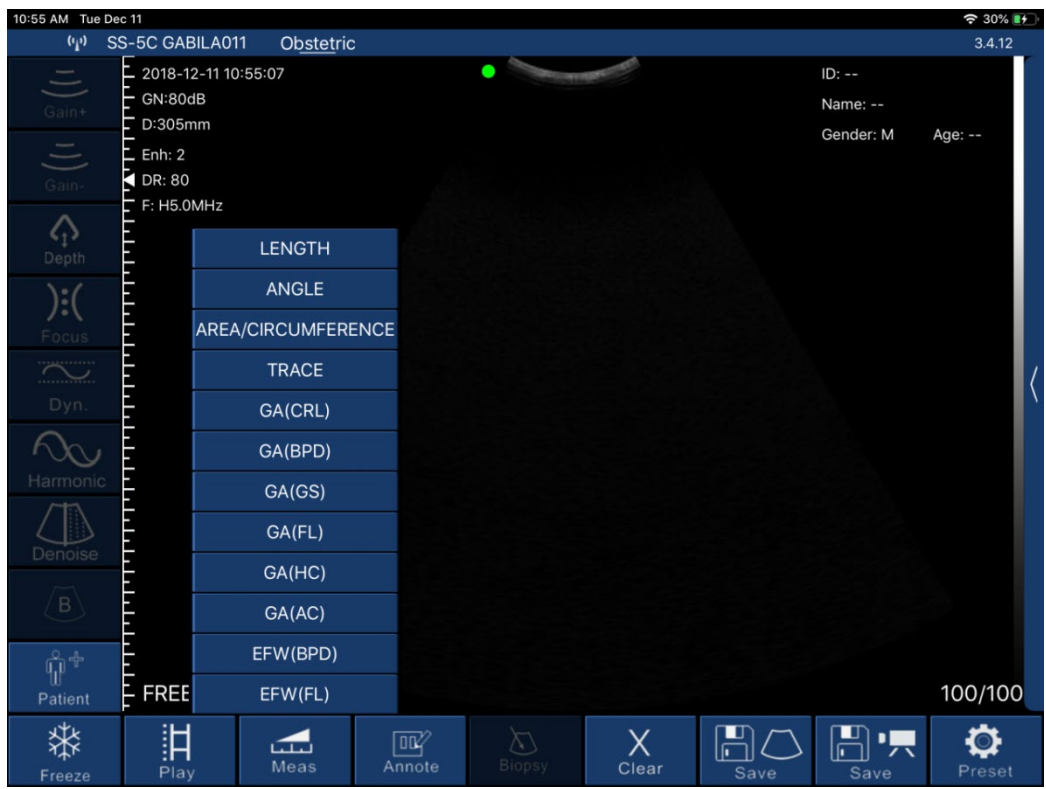 10:55 AM Tue Dec 11 30%
SS-5C GABILA011 Obstetric 3.4.12
2018-12-11 10:55:07
GN:80dB
D:305mm
Enh: 2
DR: 80
F: H5.0MHz
ID: --
Name: --
Gender: M Age: --
Gain+
Gain-
Depth
Focus
Dyn.
Harmonic
Denoise
B
Patient
LENGTH
ANGLE
AREA/CIRCUMFERENCE
TRACE
GA(CRL)
GA(BPD)
GA(GS)
GA(FL)
GA(HC)
GA(AC)
EFW(BPD)
EFW(FL)
FREE
100/100
Freeze
Play
Meas
Annote
Biopsy
X
Clear
Save
Save
Preset